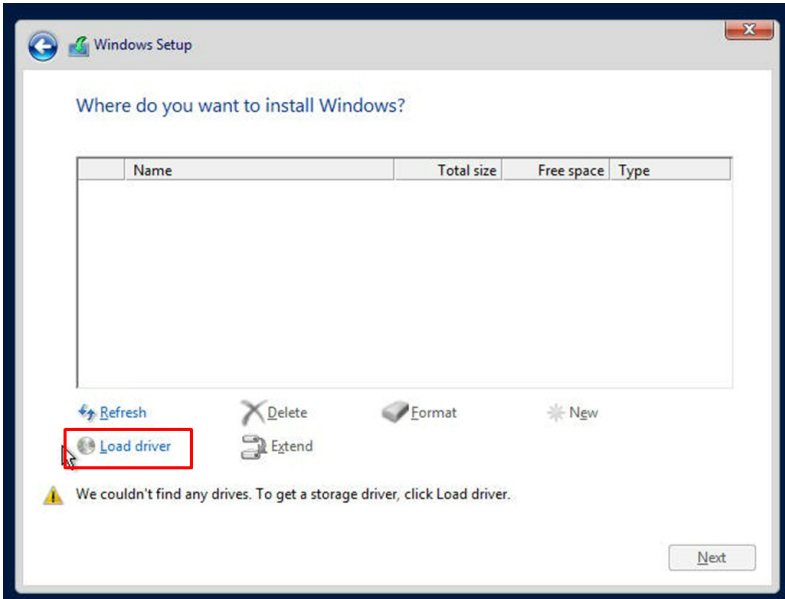 Windows Setup
Where do you want to install Windows?
Name Total size Free space Type
Refresh Delete Format New
Load driver Extend
We couldn't find any drives. To get a storage driver, click Load driver.
Next